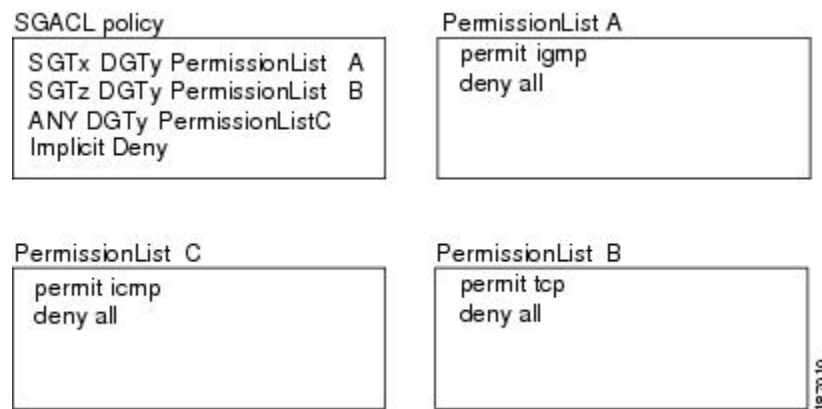 SGACL policy
SGTx DGTy PermissionList A
SGTz DGTy PermissionList B
ANY DGTy PermissionListC
Implicit Deny
PermissionList A
permit igmp
deny all
PermissionList C
permit icmp
deny all
PermissionList B
permit tcp
deny all
187010